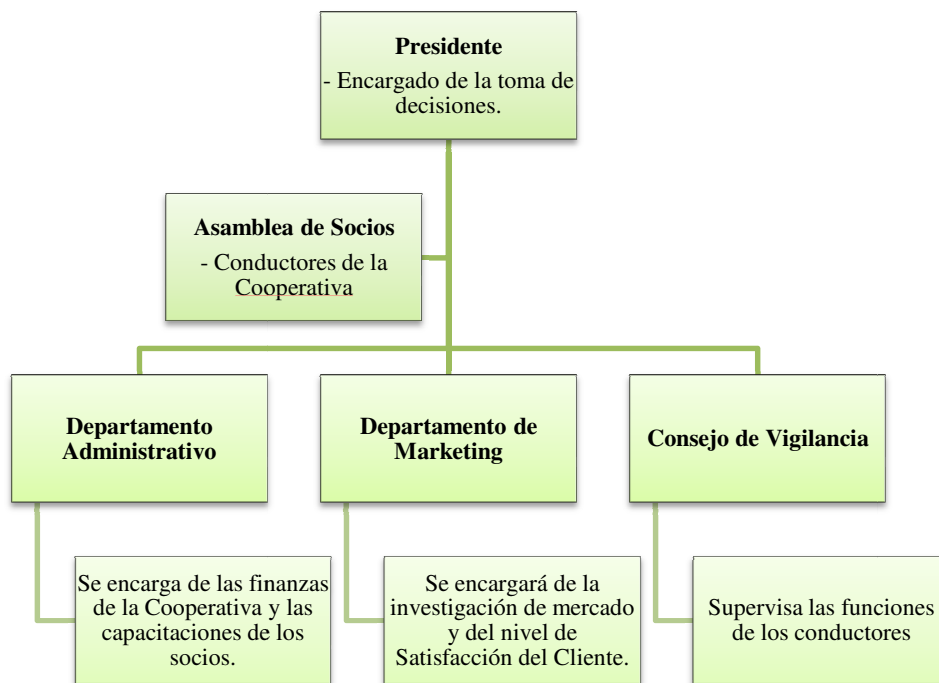 Presidente
- Encargado de la toma de
decisiones.
Asamblea de Socios
- Conductores de la
Cooperativa
Departamento
Administrativo
Departamento de
Marketing
Consejo de Vigilancia
Se encarga de las finanzas
de la Cooperativa y las
capacitaciones de los
socios.
Se encargará de la
investigación de mercado
y del nivel de
Satisfacción del Cliente.
Supervisa las funciones
de los conductores